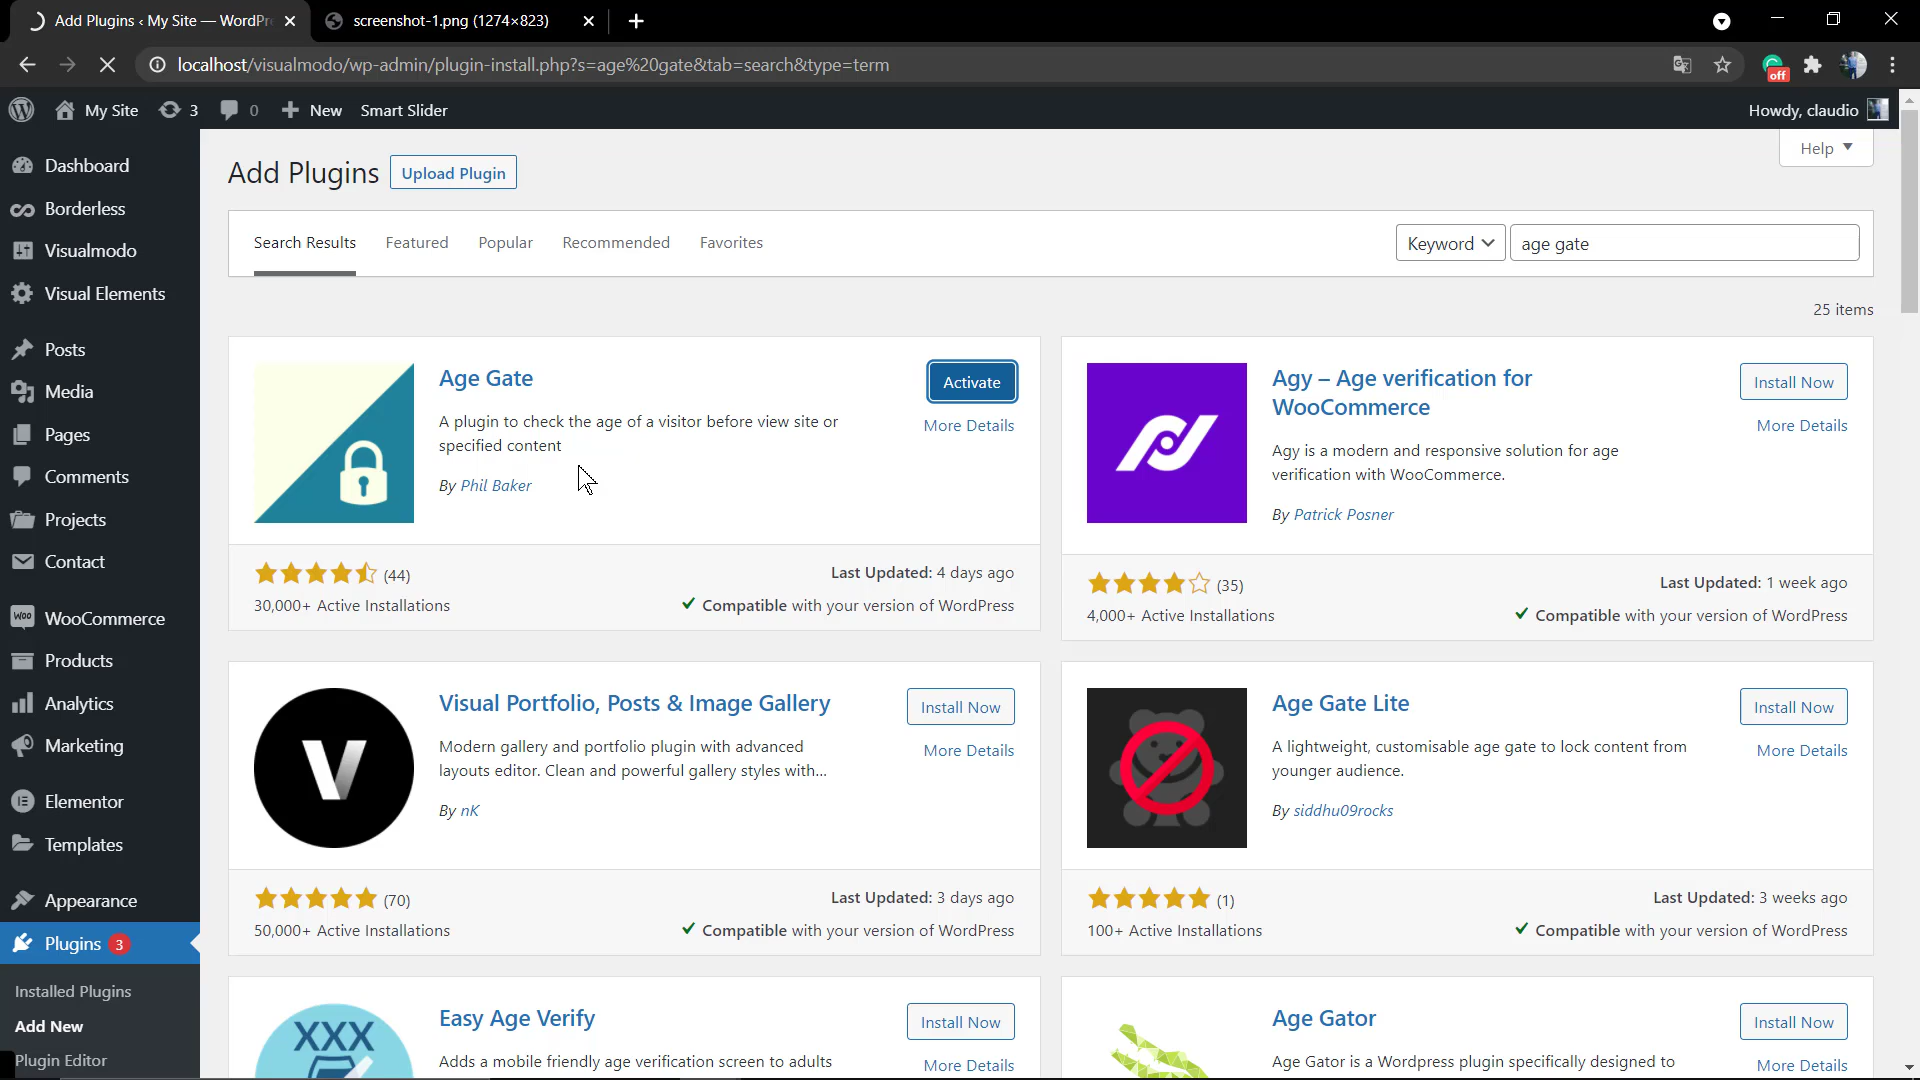 Add Plugins ‹ My Site — WordPre
screenshot-1.png (1274×823)
localhost/visualmodo/wp-admin/plugin-install.php?s=age%20gate&tab=search&type=term
off
My Site
3
0
New
Smart Slider
Howdy, claudio
Dashboard
Borderless
Visualmodo
Visual Elements
Posts
Media
Pages
Comments
Projects
Contact
Woo
WooCommerce
Products
Analytics
Marketing
Elementor
Templates
Appearance
Plugins 3
Installed Plugins
Add New
Plugin Editor
Help
Add Plugins
Upload Plugin
Search Results
Featured
Popular
Recommended
Favorites
Keyword
age gate
25 items
Age Gate
Activate
More Details
A plugin to check the age of a visitor before view site or
specified content
By Phil Baker
(44)
30,000+ Active Installations
Last Updated: 4 days ago
Compatible with your version of WordPress
Agy – Age verification for
WooCommerce
Install Now
More Details
Agy is a modern and responsive solution for age
verification with WooCommerce.
By Patrick Posner
(35)
4,000+ Active Installations
Last Updated: 1 week ago
Compatible with your version of WordPress
V
Visual Portfolio, Posts & Image Gallery
Install Now
More Details
Modern gallery and portfolio plugin with advanced
layouts editor. Clean and powerful gallery styles with...
By nK
(70)
50,000+ Active Installations
Last Updated: 3 days ago
Compatible with your version of WordPress
Age Gate Lite
Install Now
More Details
A lightweight, customisable age gate to lock content from
younger audience.
By siddhu09rocks
(1)
100+ Active Installations
Last Updated: 3 weeks ago
Compatible with your version of WordPress
XXX
Easy Age Verify
Install Now
More Details
Adds a mobile friendly age verification screen to adults
Age Gator
Install Now
More Details
Age Gator is a Wordpress plugin specifically designed to